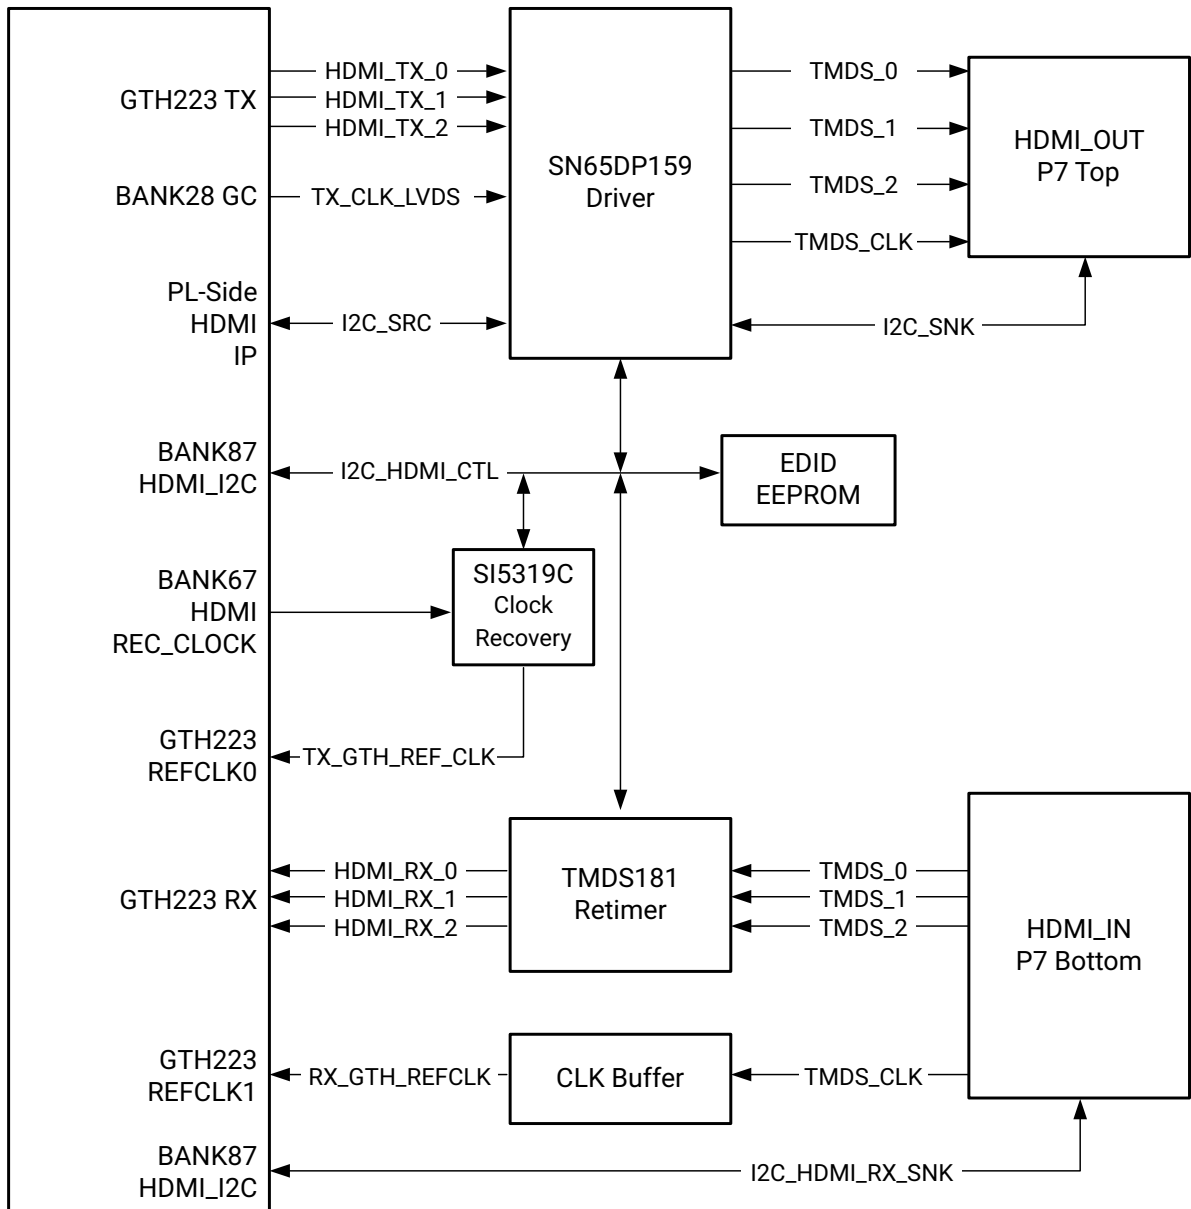 GTH223 TX
HDMI_TX_0
HDMI_TX_1
HDMI_TX_2
BANK28 GC
TX_CLK_LVDS
PL-Side
HDMI
IP
I2C_SRC
SN65DP159
Driver
TMDS_0
TMDS_1
TMDS_2
TMDS_CLK
I2C_SNK
HDMI_OUT
P7 Top
BANK87
HDMI_I2C
I2C_HDMI_CTL
EDID
EEPROM
BANK67
HDMI
REC_CLOCK
SI5319C
Clock
Recovery
GTH223
REFCLK0
TX_GTH_REF_CLK
GTH223 RX
HDMI_RX_0
HDMI_RX_1
HDMI_RX_2
TMDS181
Retimer
TMDS_0
TMDS_1
TMDS_2
HDMI_IN
P7 Bottom
GTH223
REFCLK1
RX_GTH_REFCLK
CLK Buffer
TMDS_CLK
BANK87
HDMI_I2C
I2C_HDMI_RX_SNK